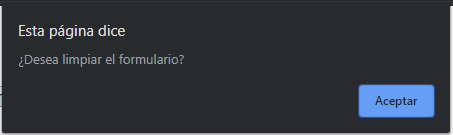 Esta página dice
¿Desea limpiar el formulario?
Aceptar